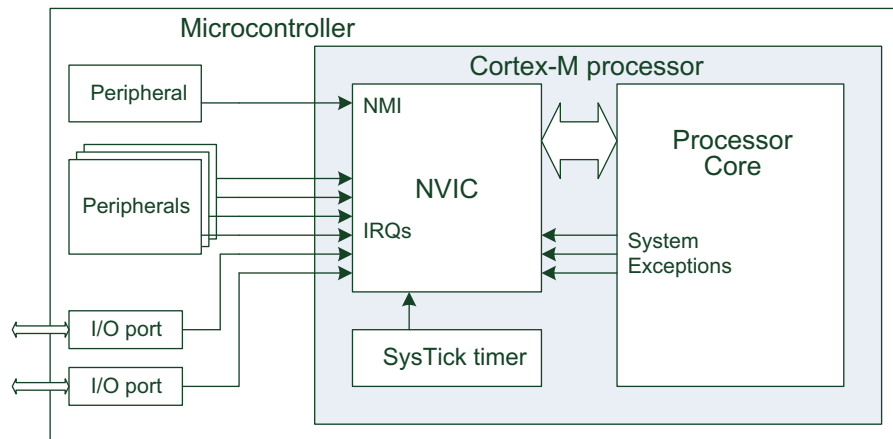 Microcontroller
Cortex-M processor
Peripheral
NMI
Processor
Core
NVIC
Peripherals
IRQs
System
Exceptions
I/O port
SysTick timer
I/O port